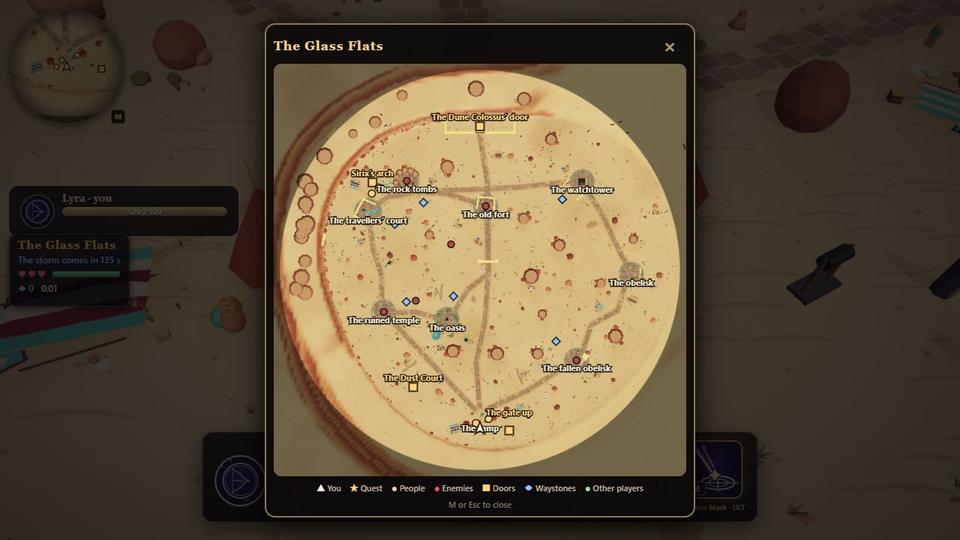 The Glass Flats
M
Lyra - you
520 / 520
The Glass Flats
The storm comes in 135 s
0 0:01
The Dune Colossus' door
Sirix's arch
The rock tombs
The watchtower
The travellers' court
The old fort
The obelisk
The ruined temple
The oasis
The fallen obelisk
The Dust Court
The gate up
You
Quest
People
Enemies
Doors
Waystones
Other players
M or Esc to close
Mark · ULT